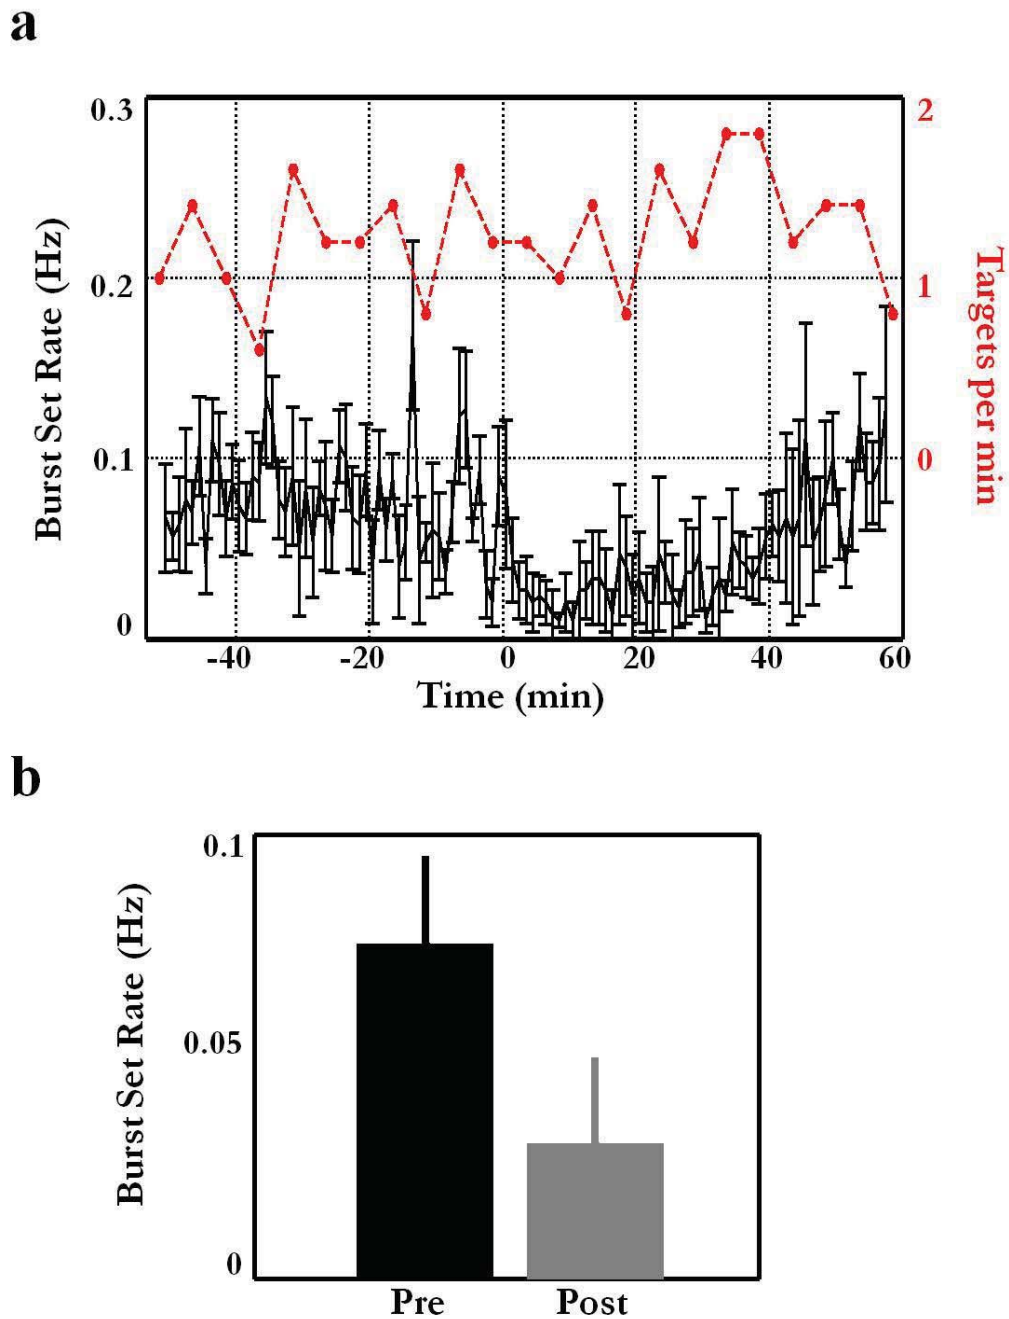 a
0.3
0.2
0.1
0
Burst Set Rate (Hz)
2
1
0
Targets per min
-40 -20 0 20 40 60
Time (min)
b
0.1
0.05
0
Burst Set Rate (Hz)
Pre Post